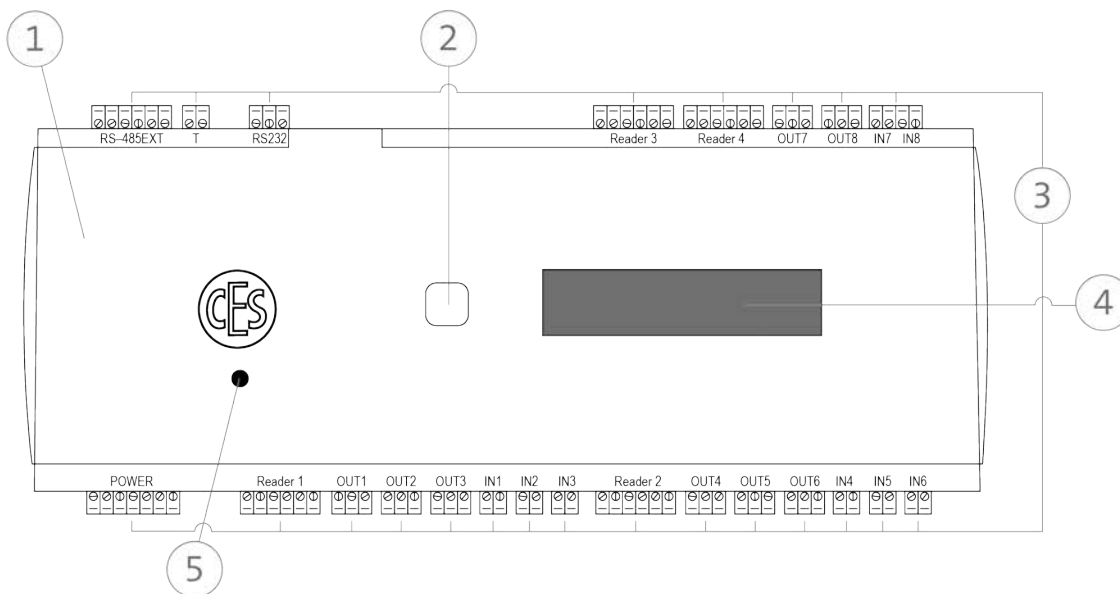 1 2
RS–485EXT T RS232 Reader 3 Reader 4 OUT7 OUT8 IN7 IN8
3
CES
4
POWER Reader 1 OUT1 OUT2 OUT3 IN1 IN2 IN3 Reader 2 OUT4 OUT5 OUT6 IN4 IN5 IN6
5